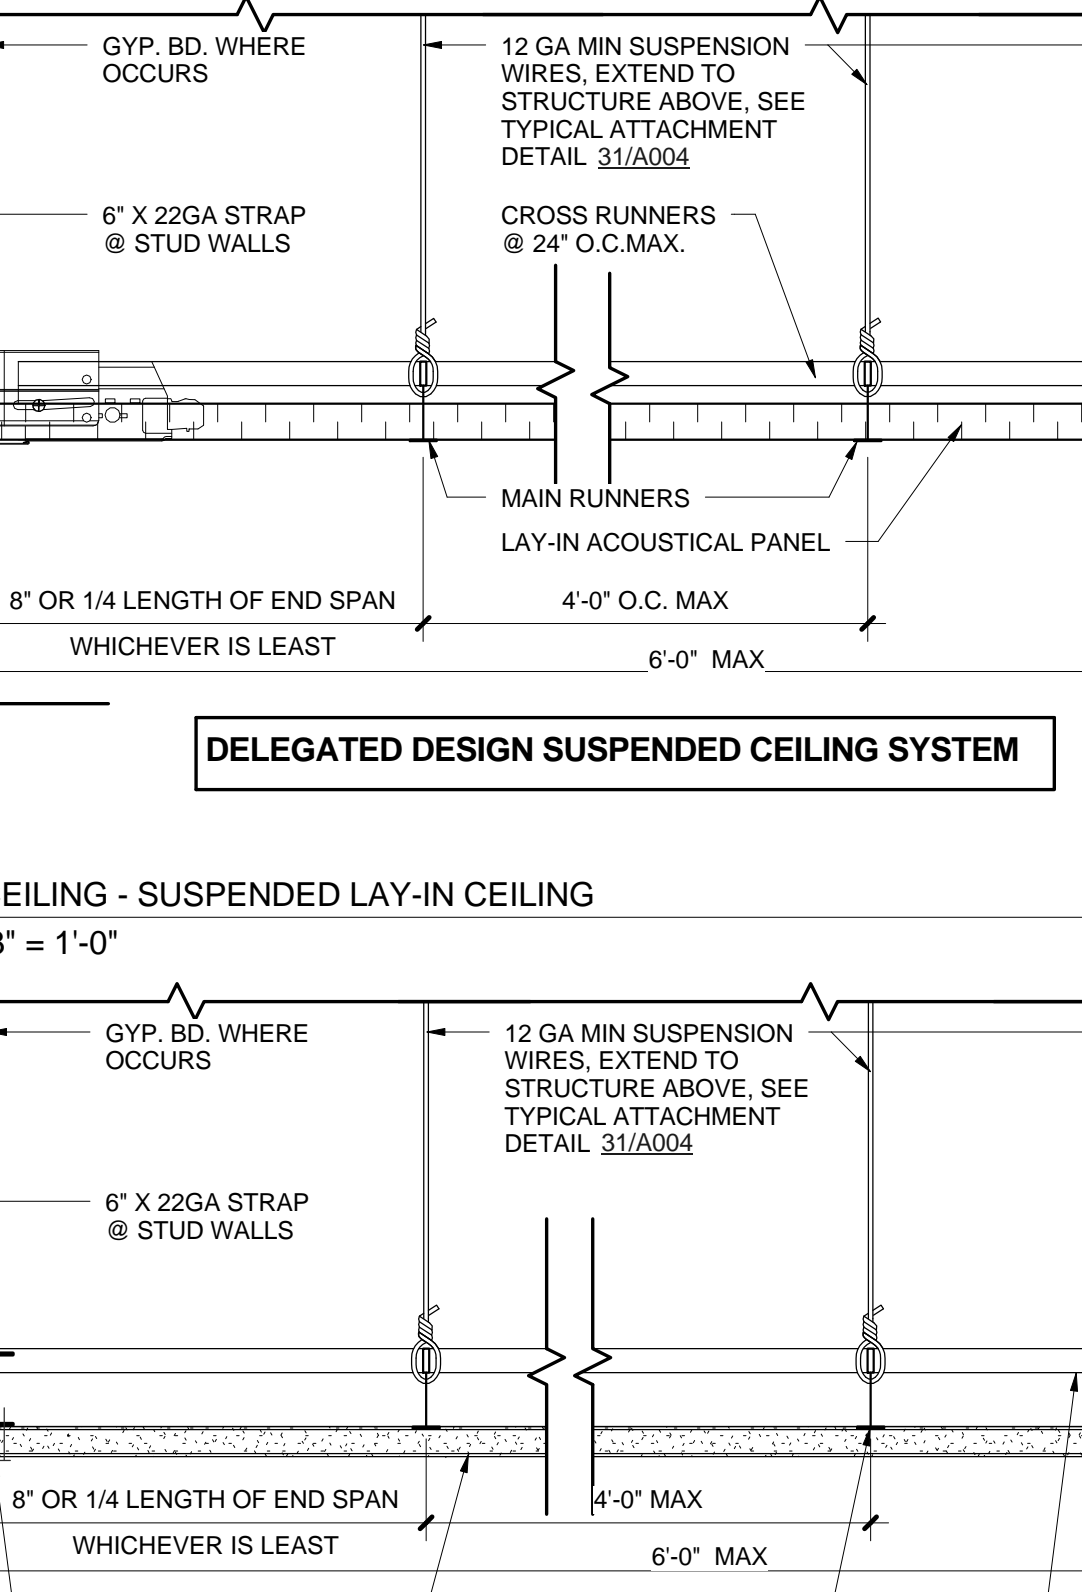 GYP. BD. WHERE
OCCURS
12 GA MIN SUSPENSION
WIRES, EXTEND TO
STRUCTURE ABOVE, SEE
TYPICAL ATTACHMENT
DETAIL 31/A004
6" X 22GA STRAP
@ STUD WALLS
CROSS RUNNERS
@ 24" O.C.MAX.
MAIN RUNNERS
LAY-IN ACOUSTICAL PANEL
8" OR 1/4 LENGTH OF END SPAN
WHICHEVER IS LEAST
4'-0" O.C. MAX
6'-0" MAX
DELEGATED DESIGN SUSPENDED CEILING SYSTEM
EILING - SUSPENDED LAY-IN CEILING
3" = 1'-0"
GYP. BD. WHERE
OCCURS
12 GA MIN SUSPENSION
WIRES, EXTEND TO
STRUCTURE ABOVE, SEE
TYPICAL ATTACHMENT
DETAIL 31/A004
6" X 22GA STRAP
@ STUD WALLS
8" OR 1/4 LENGTH OF END SPAN
WHICHEVER IS LEAST
4'-0" MAX
6'-0" MAX